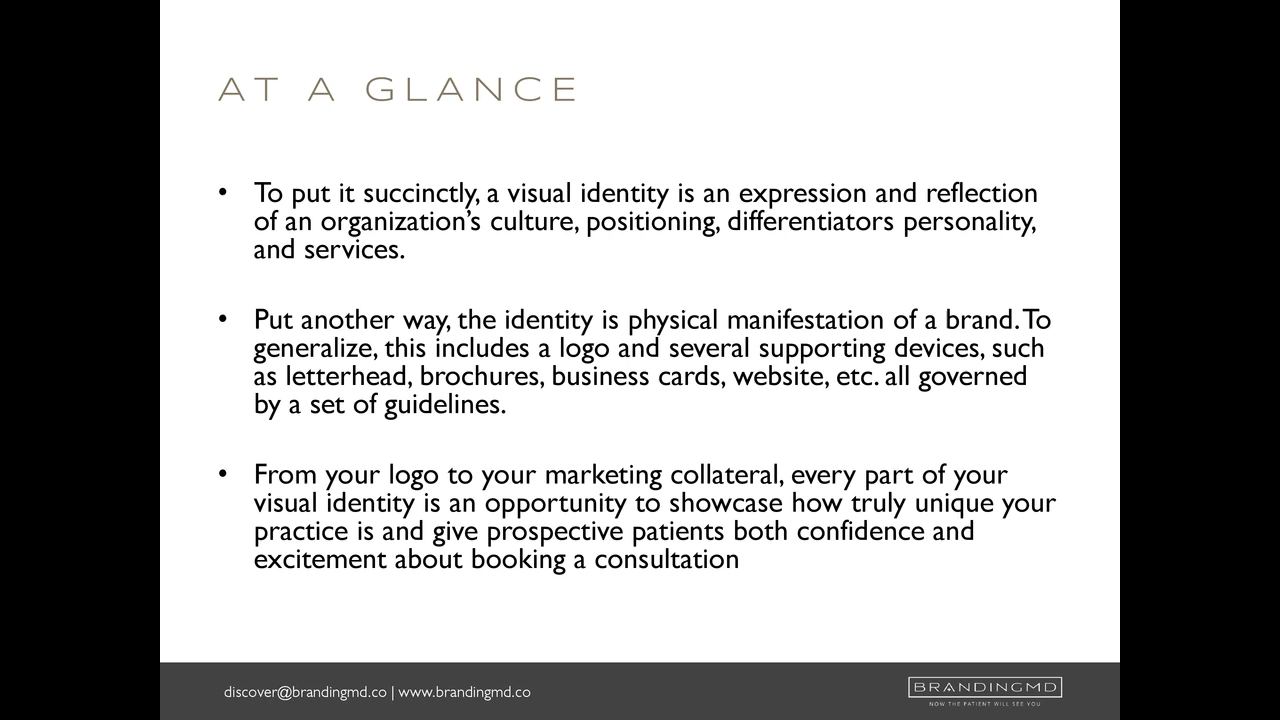 AT A GLANCE
• To put it succinctly, a visual identity is an expression and reflection
of an organization’s culture, positioning, differentiators personality,
and services.
• Put another way, the identity is physical manifestation of a brand. To
generalize, this includes a logo and several supporting devices, such
as letterhead, brochures, business cards, website, etc. all governed
by a set of guidelines.
• From your logo to your marketing collateral, every part of your
visual identity is an opportunity to showcase how truly unique your
practice is and give prospective patients both confidence and
excitement about booking a consultation
discover@brandingmd.co | www.brandingmd.co
BRANDINGMD
NOW THE PATIENT WILL SEE YOU